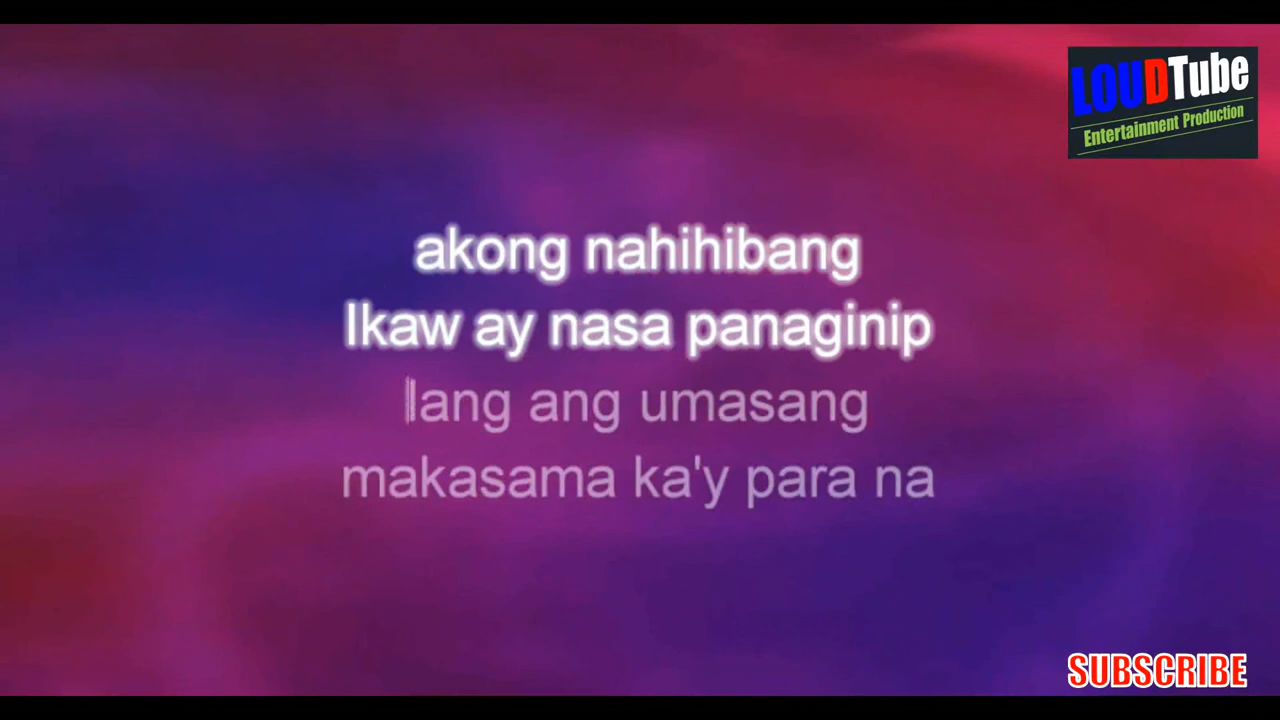 LOUDTube
Entertainment Production
akong nahihibang
Ikaw ay nasa panaginip
lang ang umasang
makasama ka'y para na
SUBSCRIBE